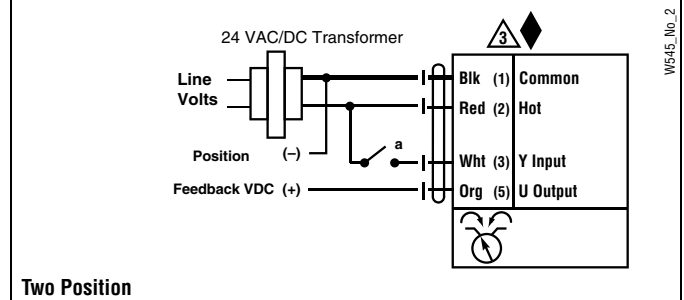 24 VAC/DC Transformer
3
W545_No_2
Line
Volts
Blk (1) Common
Red (2) Hot
a
Position (–)
Wht (3) Y Input
Feedback VDC (+)
Org (5) U Output
Two Position